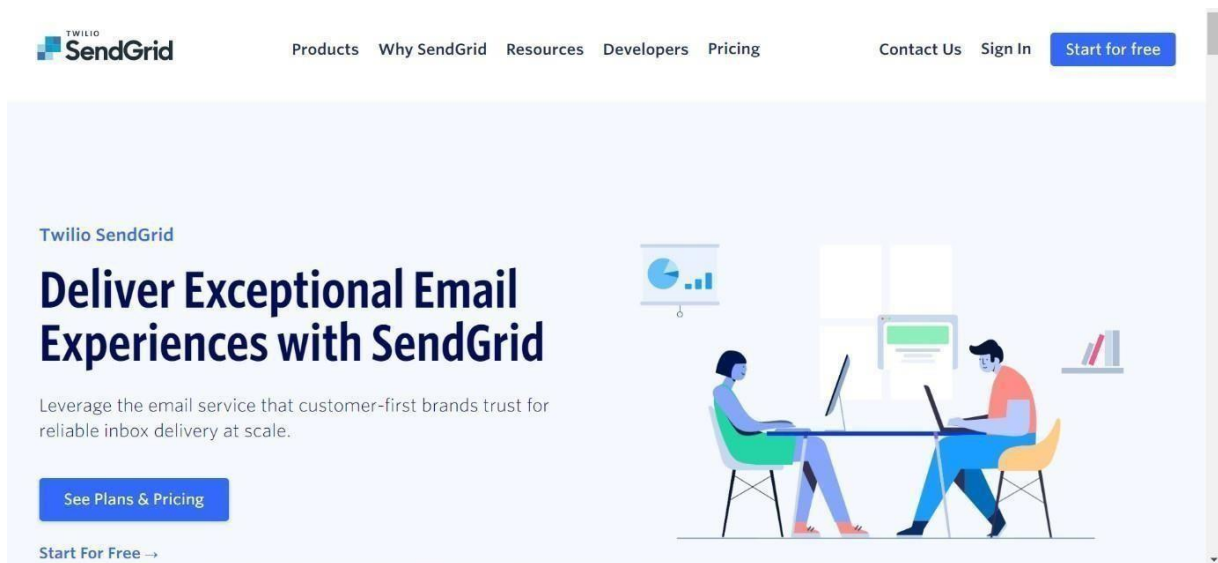 TWILIO
SendGrid
Products Why SendGrid Resources Developers Pricing Contact Us Sign In Start for free
Twilio SendGrid
Deliver Exceptional Email
Experiences with SendGrid
Leverage the email service that customer-first brands trust for
reliable inbox delivery at scale.
See Plans & Pricing
Start For Free →